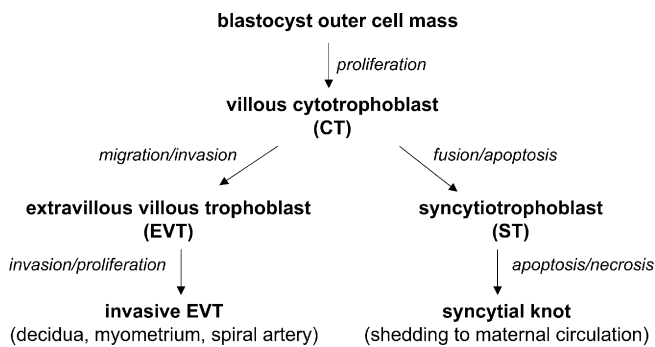 blastocyst outer cell mass
proliferation
villous cytotrophoblast
(CT)
migration/invasion
fusion/apoptosis
extravillous villous trophoblast
(EVT)
syncytiotrophoblast
(ST)
invasion/proliferation
apoptosis/necrosis
invasive EVT
(decidua, myometrium, spiral artery)
syncytial knot
(shedding to maternal circulation)